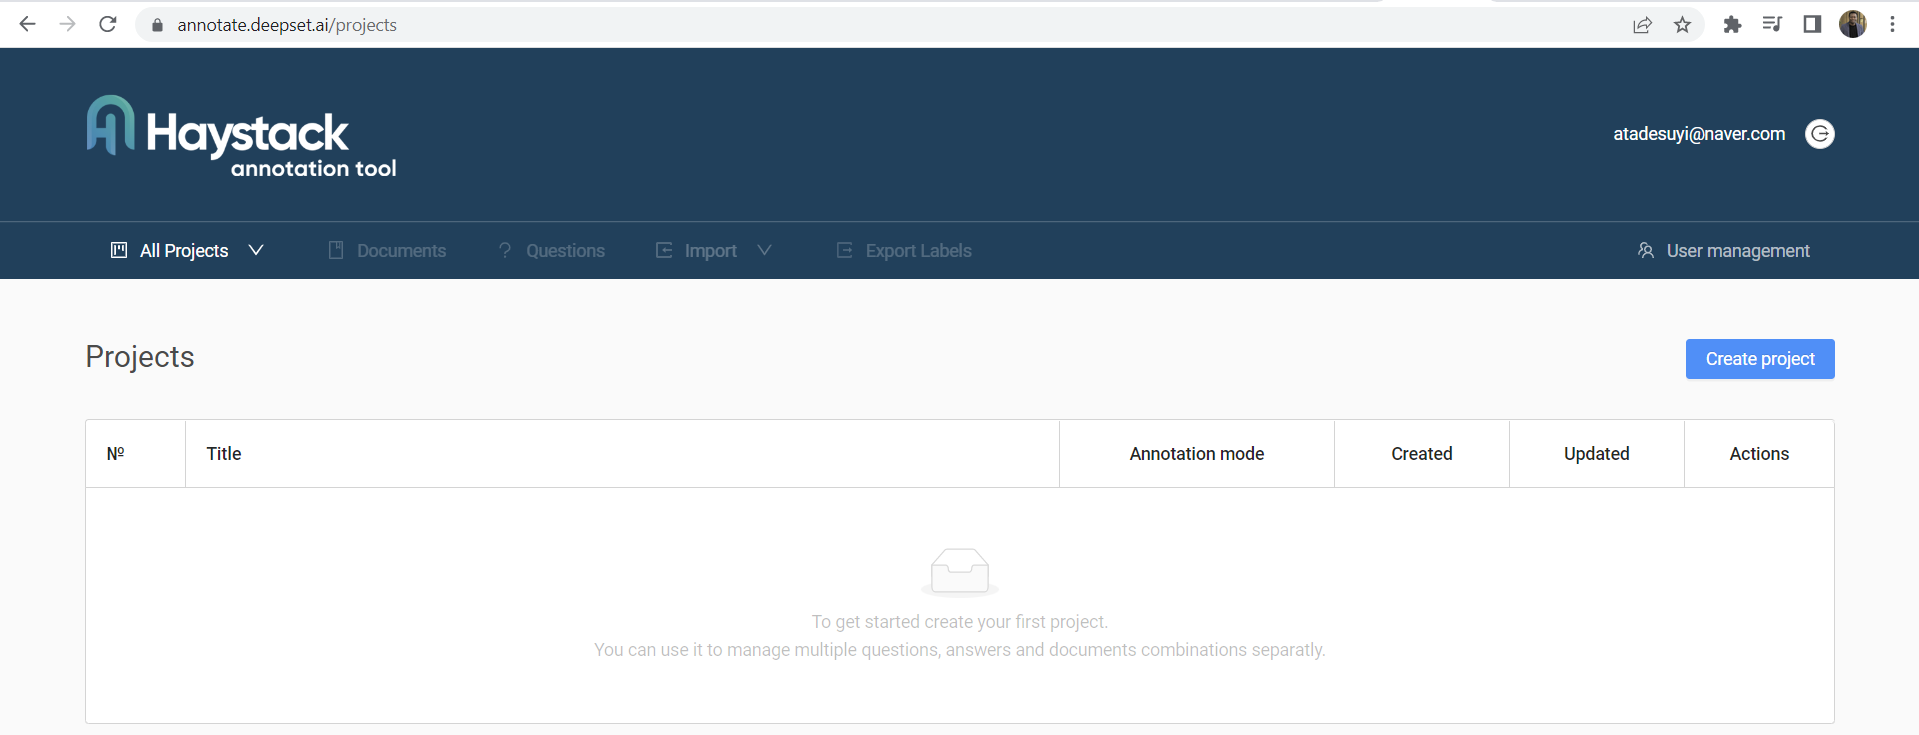 annotate.deepset.ai/projects
Haystack
annotation tool
atadesuyi@naver.com
All Projects Documents ? Questions Import Export Labels User management
Projects
Create project
Nº Title Annotation mode Created Updated Actions
To get started create your first project.
You can use it to manage multiple questions, answers and documents combinations separatly.